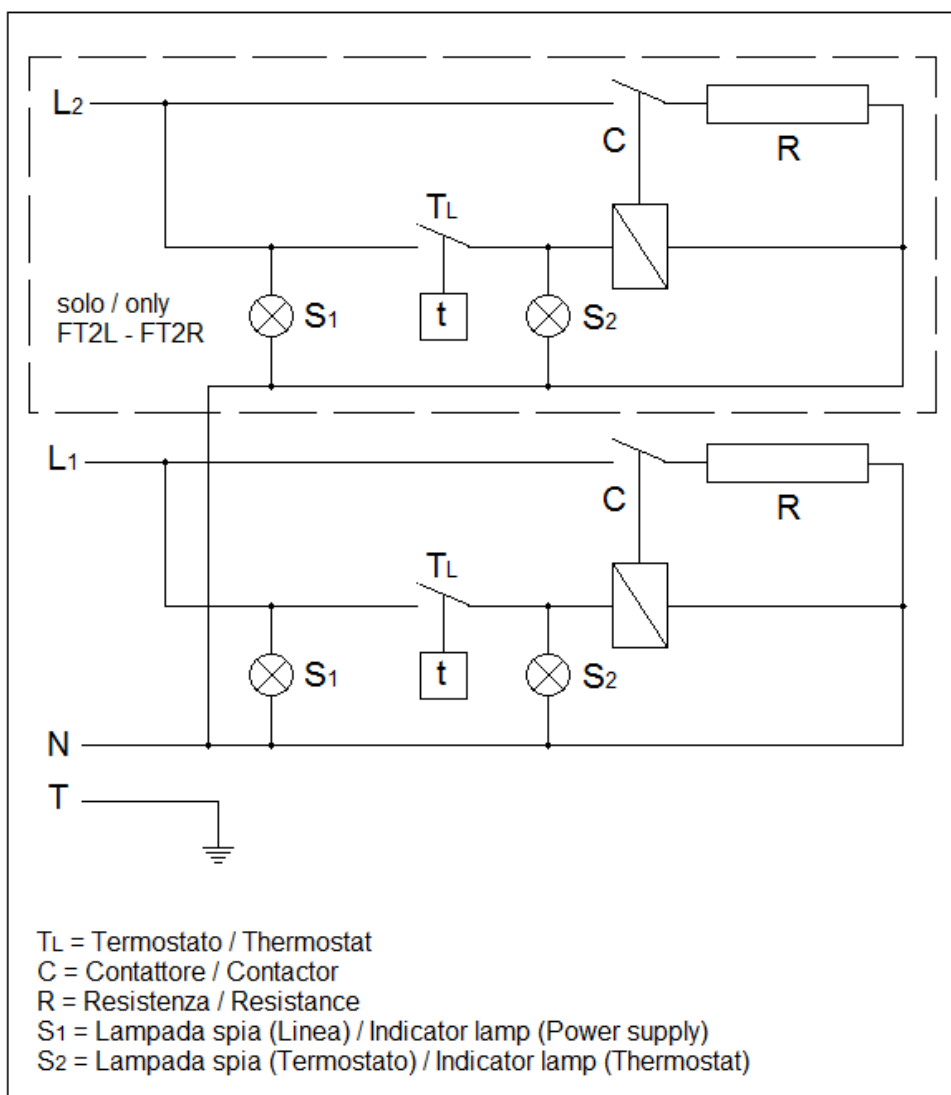 L2
C
R
TL
t
S1
S2
solo / only
FT2L - FT2R
L1
C
R
TL
t
S1
S2
N
T
TL = Termostato / Thermostat
C = Contattore / Contactor
R = Resistenza / Resistance
S1 = Lampada spia (Linea) / Indicator lamp (Power supply)
S2 = Lampada spia (Termostato) / Indicator lamp (Thermostat)